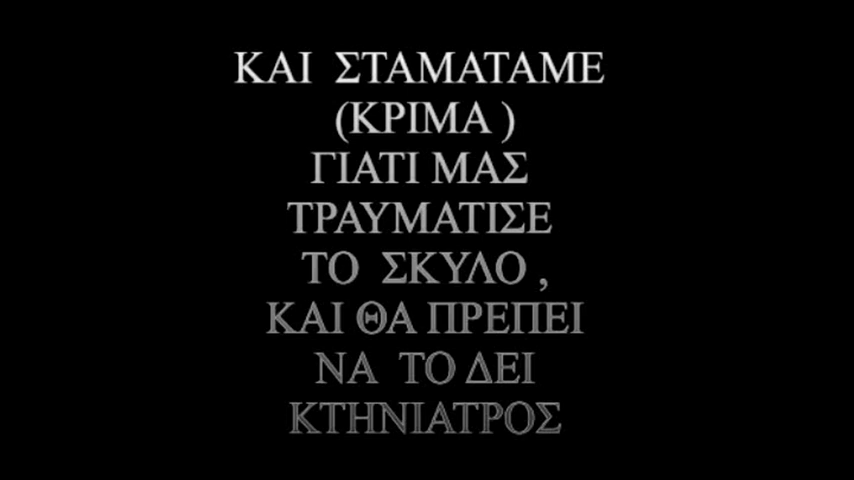 ΚΑΙ ΣΤΑΜΑΤΑΜΕ
(ΚΡΙΜΑ )
ΓΙΑΤΙ ΜΑΣ
ΤΡΑΥΜΑΤΙΣΕ
ΤΟ ΣΚΥΛΟ ,
ΚΑΙ ΘΑ ΠΡΕΠΕΙ
ΝΑ ΤΟ ΔΕΙ
ΚΤΗΝΙΑΤΡΟΣ